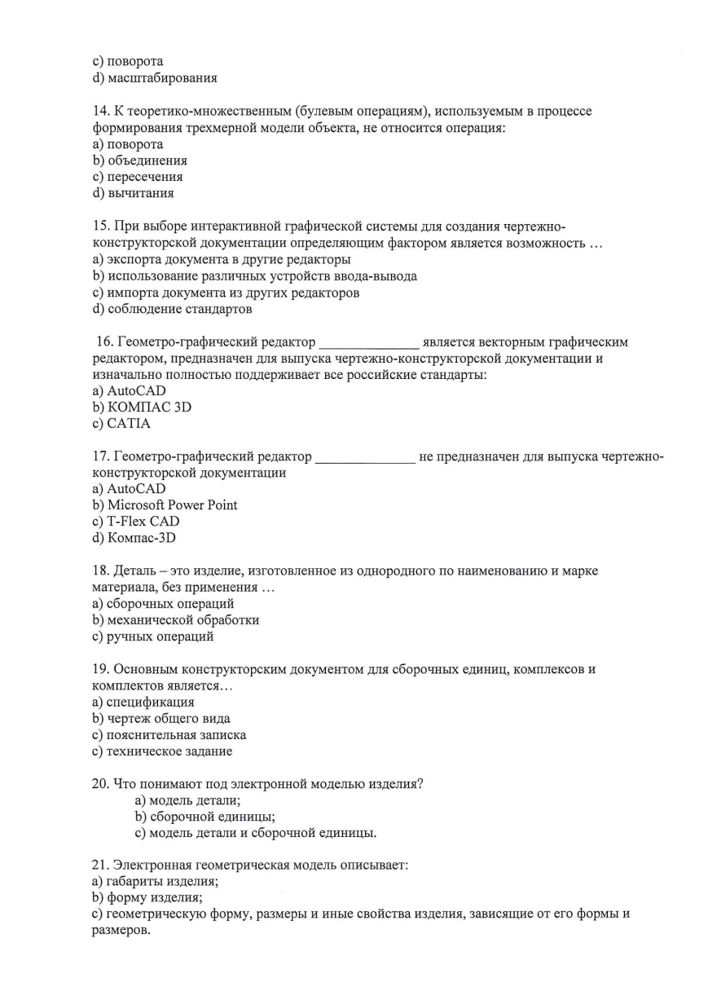 c) поворота
d) масштабирования
14. К теоретико-множественным (булевым операциям), используемым в процессе
формирования трехмерной модели объекта, не относится операция:
a) поворота
b) объединения
c) пересечения
d) вычитания
15. При выборе интерактивной графической системы для создания чертежно-
конструкторской документации определяющим фактором является возможность …
a) экспорта документа в другие редакторы
b) использование различных устройств ввода-вывода
c) импорта документа из других редакторов
d) соблюдение стандартов
16. Геометро-графический редактор _______________ является векторным графическим
редактором, предназначен для выпуска чертежно-конструкторской документации и
изначально полностью поддерживает все российские стандарты:
a) AutoCAD
b) КОМПАС 3D
c) CATIA
17. Геометро-графический редактор _______________ не предназначен для выпуска чертежно-
конструкторской документации
a) AutoCAD
b) Microsoft Power Point
c) T-Flex CAD
d) Компас-3D
18. Деталь – это изделие, изготовленное из однородного по наименованию и марке
материала, без применения …
a) сборочных операций
b) механической обработки
c) ручных операций
19. Основным конструкторским документом для сборочных единиц, комплексов и
комплектов является…
a) спецификация
b) чертеж общего вида
c) пояснительная записка
c) техническое задание
20. Что понимают под электронной моделью изделия?
a) модель детали;
b) сборочной единицы;
c) модель детали и сборочной единицы.
21. Электронная геометрическая модель описывает:
a) габариты изделия;
b) форму изделия;
c) геометрическую форму, размеры и иные свойства изделия, зависящие от его формы и
размеров.